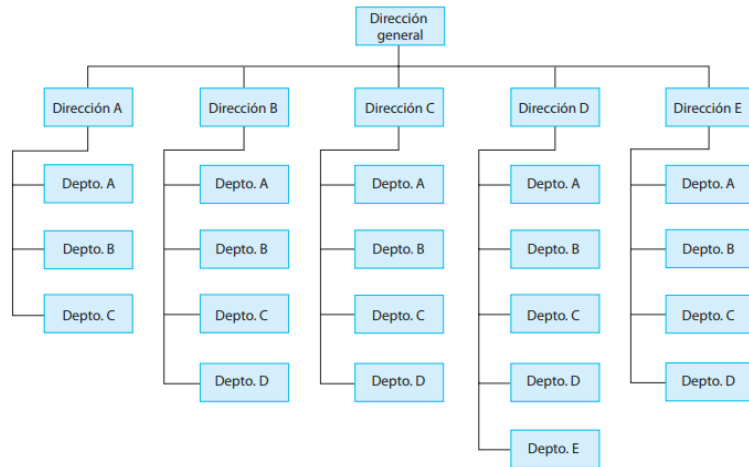 Dirección
general
Dirección A
Dirección B
Dirección C
Dirección D
Dirección E
Depto. A
Depto. A
Depto. A
Depto. A
Depto. A
Depto. B
Depto. B
Depto. B
Depto. B
Depto. B
Depto. C
Depto. C
Depto. C
Depto. C
Depto. C
Depto. D
Depto. D
Depto. D
Depto. D
Depto. E